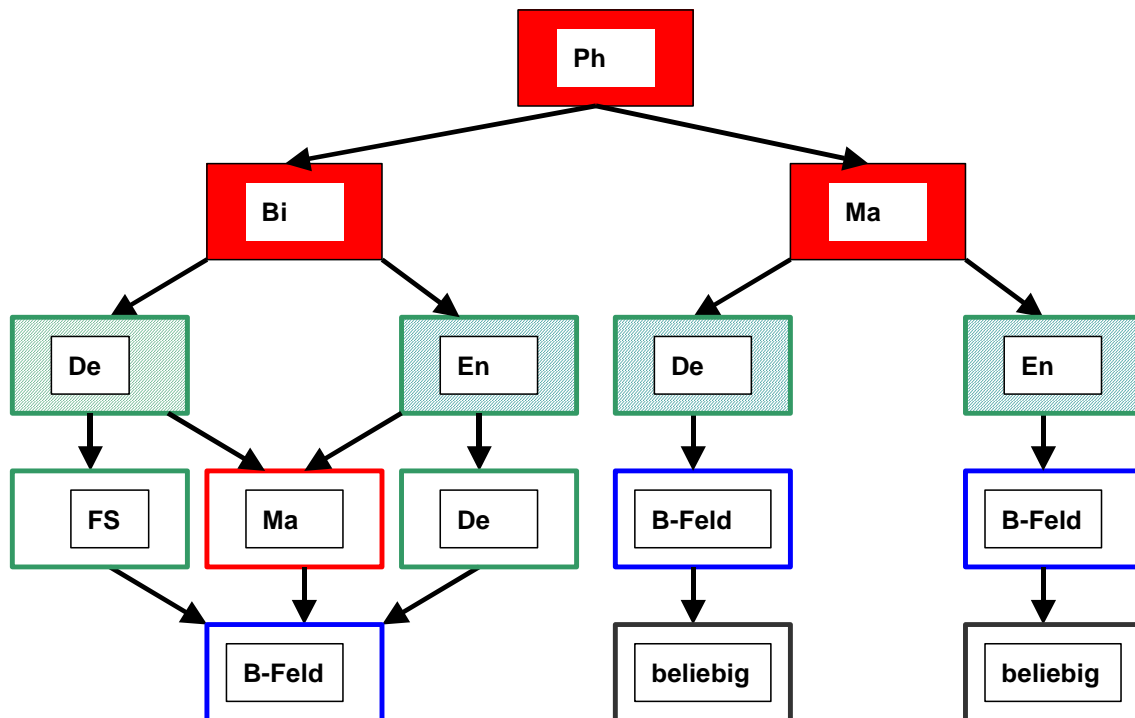 Ph
Bi
Ma
De
En
De
En
FS
Ma
De
B-Feld
B-Feld
B-Feld
beliebig
beliebig